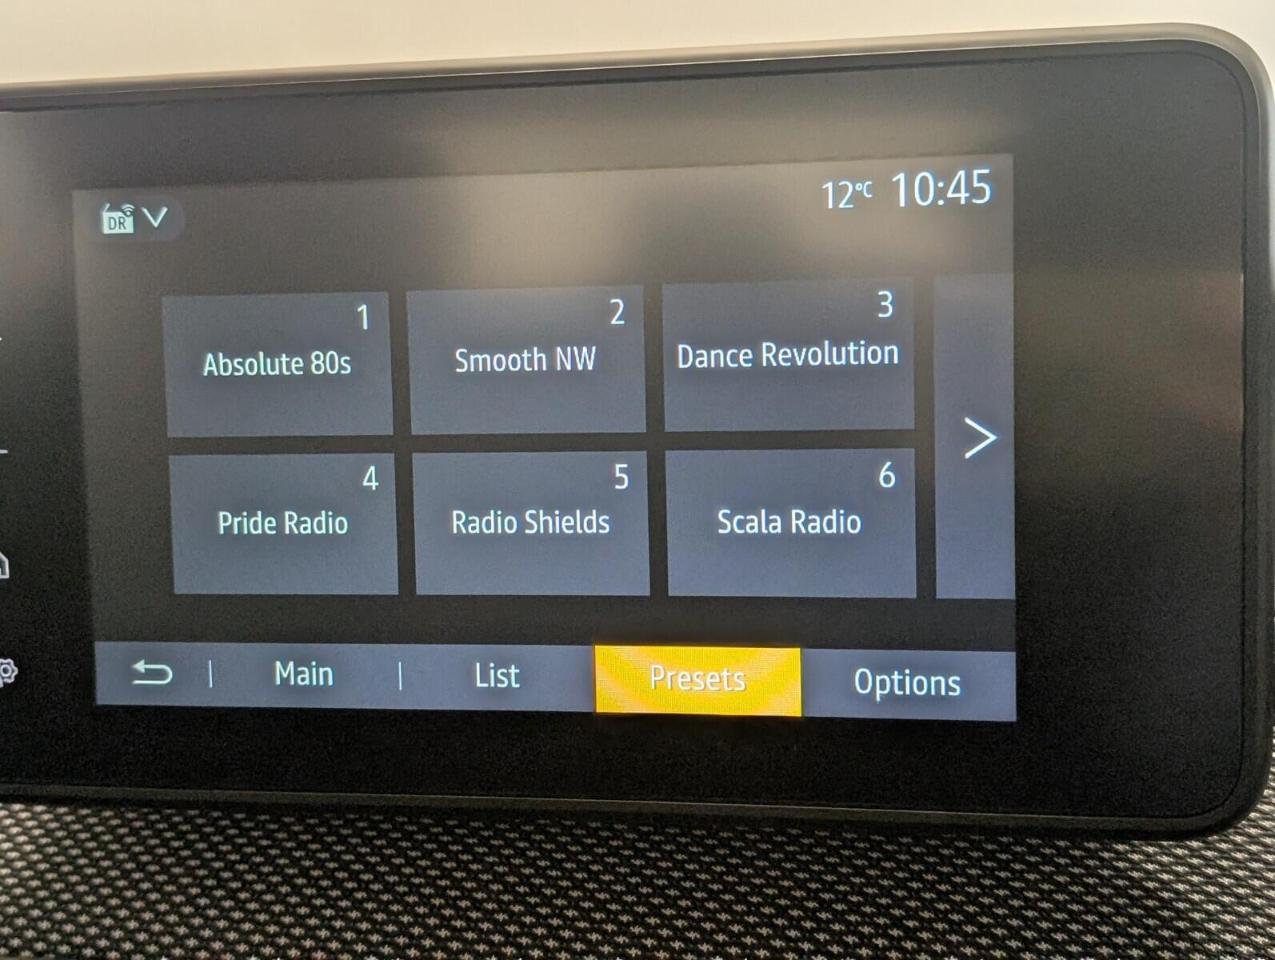 DR
12°C 10:45
1
Absolute 80s
2
Smooth NW
3
Dance Revolution
4
Pride Radio
5
Radio Shields
6
Scala Radio
Main
List
Presets
Options